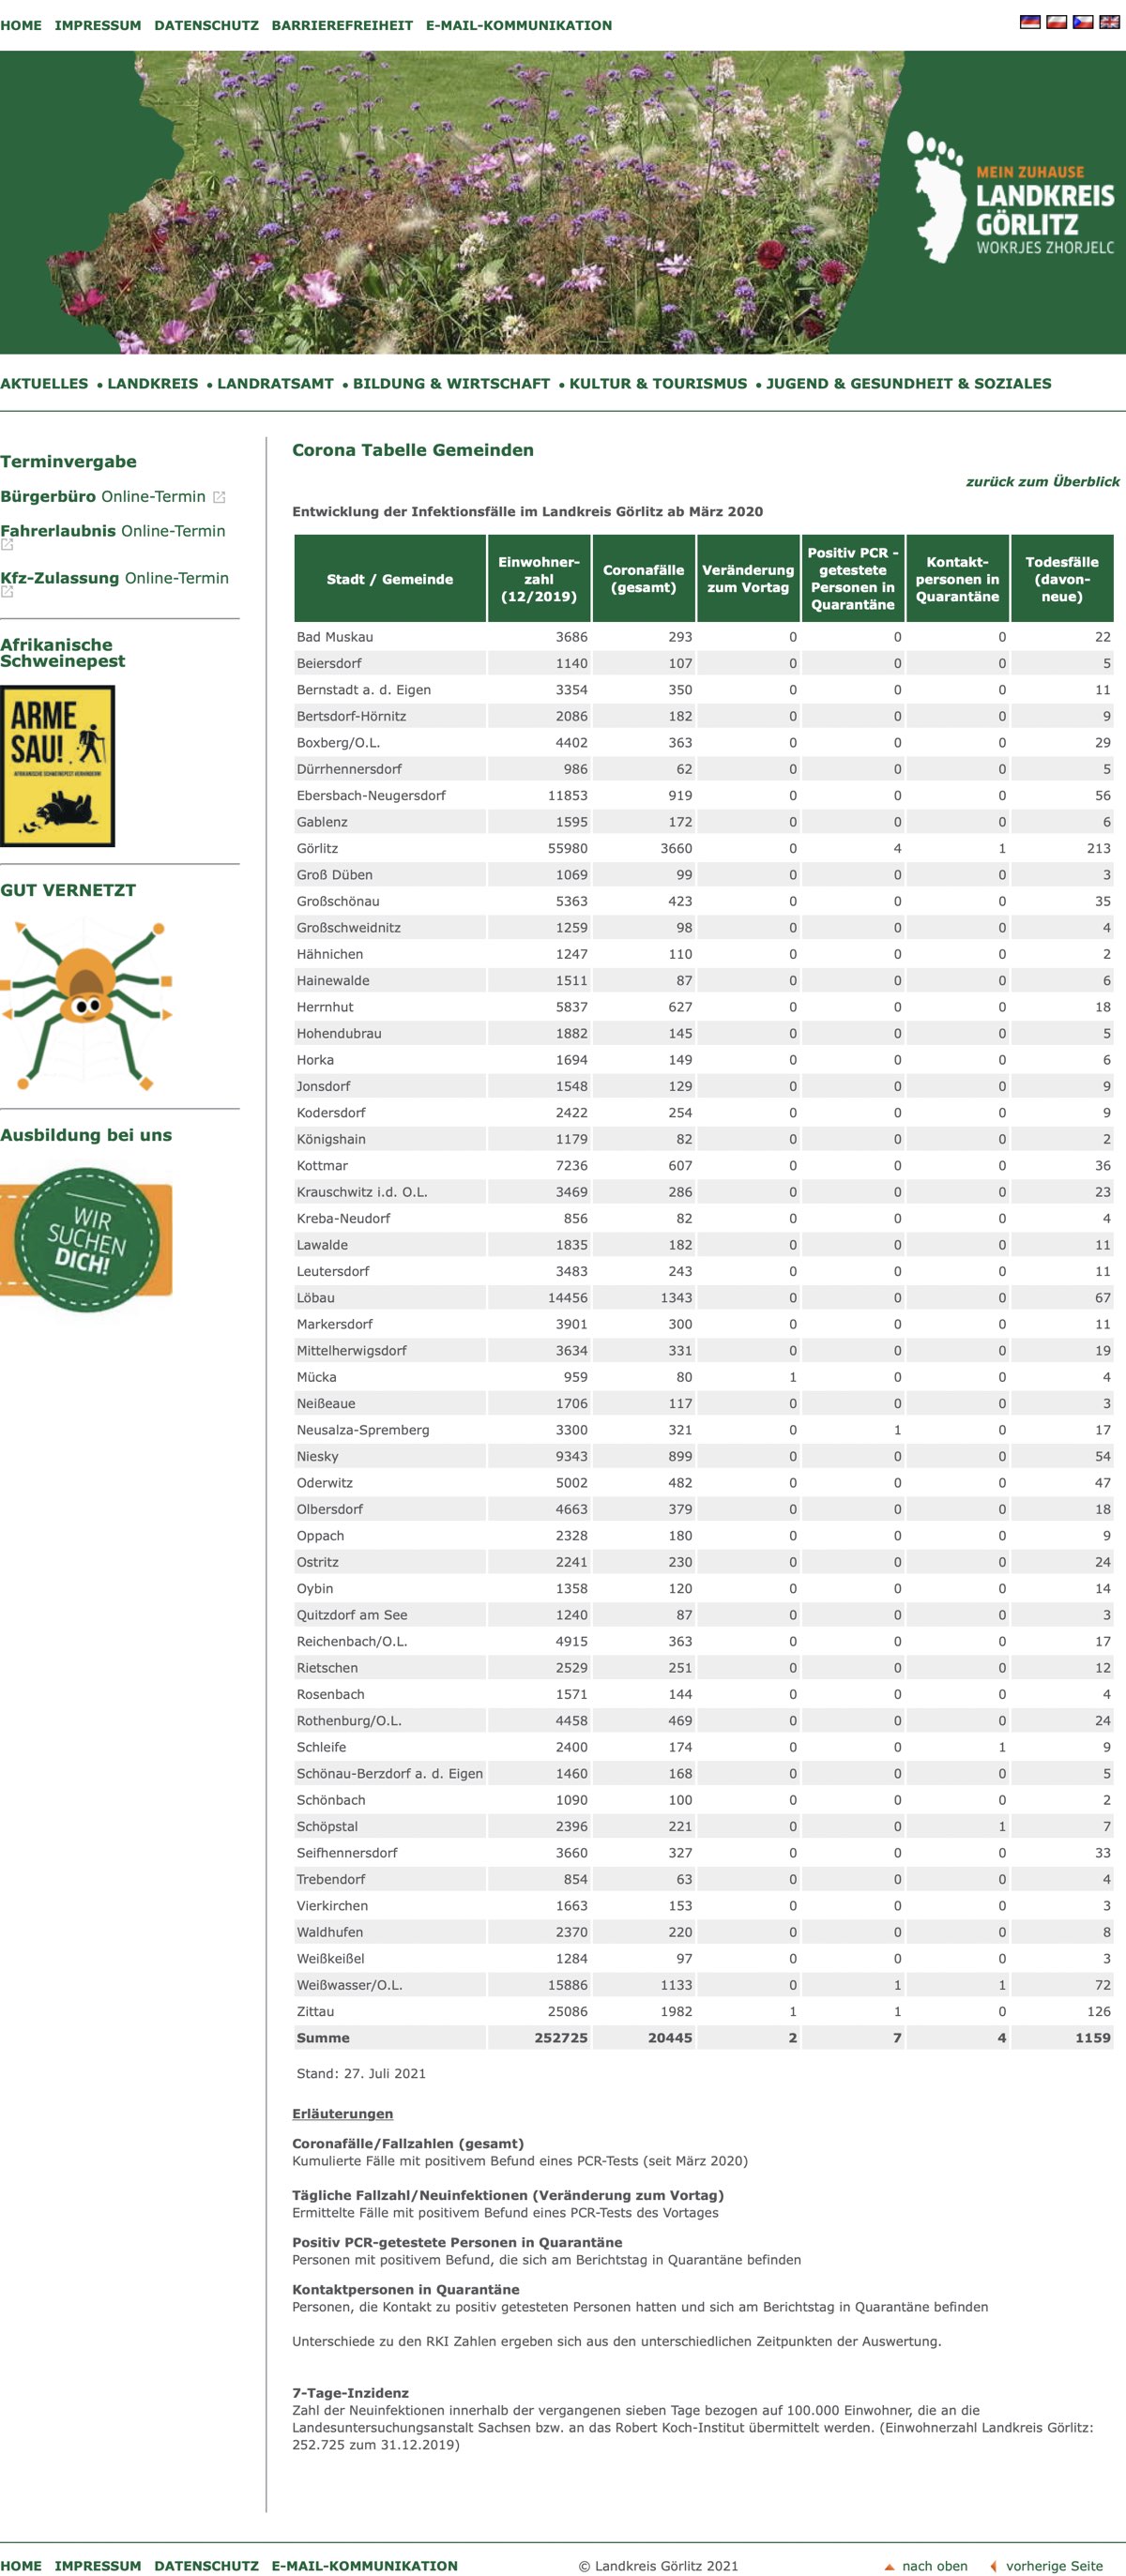 HOME IMPRESSUM DATENSCHUTZ BARRIEREFREIHEIT E-MAIL-KOMMUNIKATION
MEIN ZUHAUSE
LANDKREIS
GÖRLITZ
WOKRJES ZHORJELC
AKTUELLES • LANDKREIS • LANDRATSAMT • BILDUNG & WIRTSCHAFT • KULTUR & TOURISMUS • JUGEND & GESUNDHEIT & SOZIALES
Terminvergabe
Bürgerbüro Online-Termin
Fahrerlaubnis Online-Termin
Kfz-Zulassung Online-Termin
Afrikanische
Schweinepest
ARME
SAU!
AFRIKANISCHE SCHWEINEPEST VERHINDERN!
GUT VERNETZT
Ausbildung bei uns
WIR
SUCHEN
DICH!
Corona Tabelle Gemeinden
zurück zum Überblick
Entwicklung der Infektionsfälle im Landkreis Görlitz ab März 2020
Stadt / Gemeinde Einwohner-zahl (12/2019) Coronafälle (gesamt) Veränderung zum Vortag Positiv PCR - getestete Personen in Quarantäne Kontakt-personen in Quarantäne Todesfälle (davon-neue)
Bad Muskau 3686 293 0 0 0 22
Beiersdorf 1140 107 0 0 0 5
Bernstadt a. d. Eigen 3354 350 0 0 0 11
Bertsdorf-Hörnitz 2086 182 0 0 0 9
Boxberg/O.L. 4402 363 0 0 0 29
Dürrhennersdorf 986 62 0 0 0 5
Ebersbach-Neugersdorf 11853 919 0 0 0 56
Gablenz 1595 172 0 0 0 6
Görlitz 55980 3660 0 4 1 213
Groß Düben 1069 99 0 0 0 3
Großschönau 5363 423 0 0 0 35
Großschweidnitz 1259 98 0 0 0 4
Hähnichen 1247 110 0 0 0 2
Hainewalde 1511 87 0 0 0 6
Herrnhut 5837 627 0 0 0 18
Hohendubrau 1882 145 0 0 0 5
Horka 1694 149 0 0 0 6
Jonsdorf 1548 129 0 0 0 9
Kodersdorf 2422 254 0 0 0 9
Königshain 1179 82 0 0 0 2
Kottmar 7236 607 0 0 0 36
Krauschwitz i.d. O.L. 3469 286 0 0 0 23
Kreba-Neudorf 856 82 0 0 0 4
Lawalde 1835 182 0 0 0 11
Leutersdorf 3483 243 0 0 0 11
Löbau 14456 1343 0 0 0 67
Markersdorf 3901 300 0 0 0 11
Mittelherwigsdorf 3634 331 0 0 0 19
Mücka 959 80 1 0 0 4
Neißeaue 1706 117 0 0 0 3
Neusalza-Spremberg 3300 321 0 1 0 17
Niesky 9343 899 0 0 0 54
Oderwitz 5002 482 0 0 0 47
Olbersdorf 4663 379 0 0 0 18
Oppach 2328 180 0 0 0 9
Ostritz 2241 230 0 0 0 24
Oybin 1358 120 0 0 0 14
Quitzdorf am See 1240 87 0 0 0 3
Reichenbach/O.L. 4915 363 0 0 0 17
Rietschen 2529 251 0 0 0 12
Rosenbach 1571 144 0 0 0 4
Rothenburg/O.L. 4458 469 0 0 0 24
Schleife 2400 174 0 0 1 9
Schönau-Berzdorf a. d. Eigen 1460 168 0 0 0 5
Schönbach 1090 100 0 0 0 2
Schöpstal 2396 221 0 0 1 7
Seifhennersdorf 3660 327 0 0 0 33
Trebendorf 854 63 0 0 0 4
Vierkirchen 1663 153 0 0 0 3
Waldhufen 2370 220 0 0 0 8
Weißkeißel 1284 97 0 0 0 3
Weißwasser/O.L. 15886 1133 0 1 1 72
Zittau 25086 1982 1 1 0 126
Summe 252725 20445 2 7 4 1159
Stand: 27. Juli 2021
Erläuterungen
Coronafälle/Fallzahlen (gesamt)
Kumulierte Fälle mit positivem Befund eines PCR-Tests (seit März 2020)
Tägliche Fallzahl/Neuinfektionen (Veränderung zum Vortag)
Ermittelte Fälle mit positivem Befund eines PCR-Tests des Vortages
Positiv PCR-getestete Personen in Quarantäne
Personen mit positivem Befund, die sich am Berichtstag in Quarantäne befinden
Kontaktpersonen in Quarantäne
Personen, die Kontakt zu positiv getesteten Personen hatten und sich am Berichtstag in Quarantäne befinden
Unterschiede zu den RKI Zahlen ergeben sich aus den unterschiedlichen Zeitpunkten der Auswertung.
7-Tage-Inzidenz
Zahl der Neuinfektionen innerhalb der vergangenen sieben Tage bezogen auf 100.000 Einwohner, die an die
Landesuntersuchungsanstalt Sachsen bzw. an das Robert Koch-Institut übermittelt werden. (Einwohnerzahl Landkreis Görlitz:
252.725 zum 31.12.2019)
HOME IMPRESSUM DATENSCHUTZ E-MAIL-KOMMUNIKATION © Landkreis Görlitz 2021 nach oben vorherige Seite